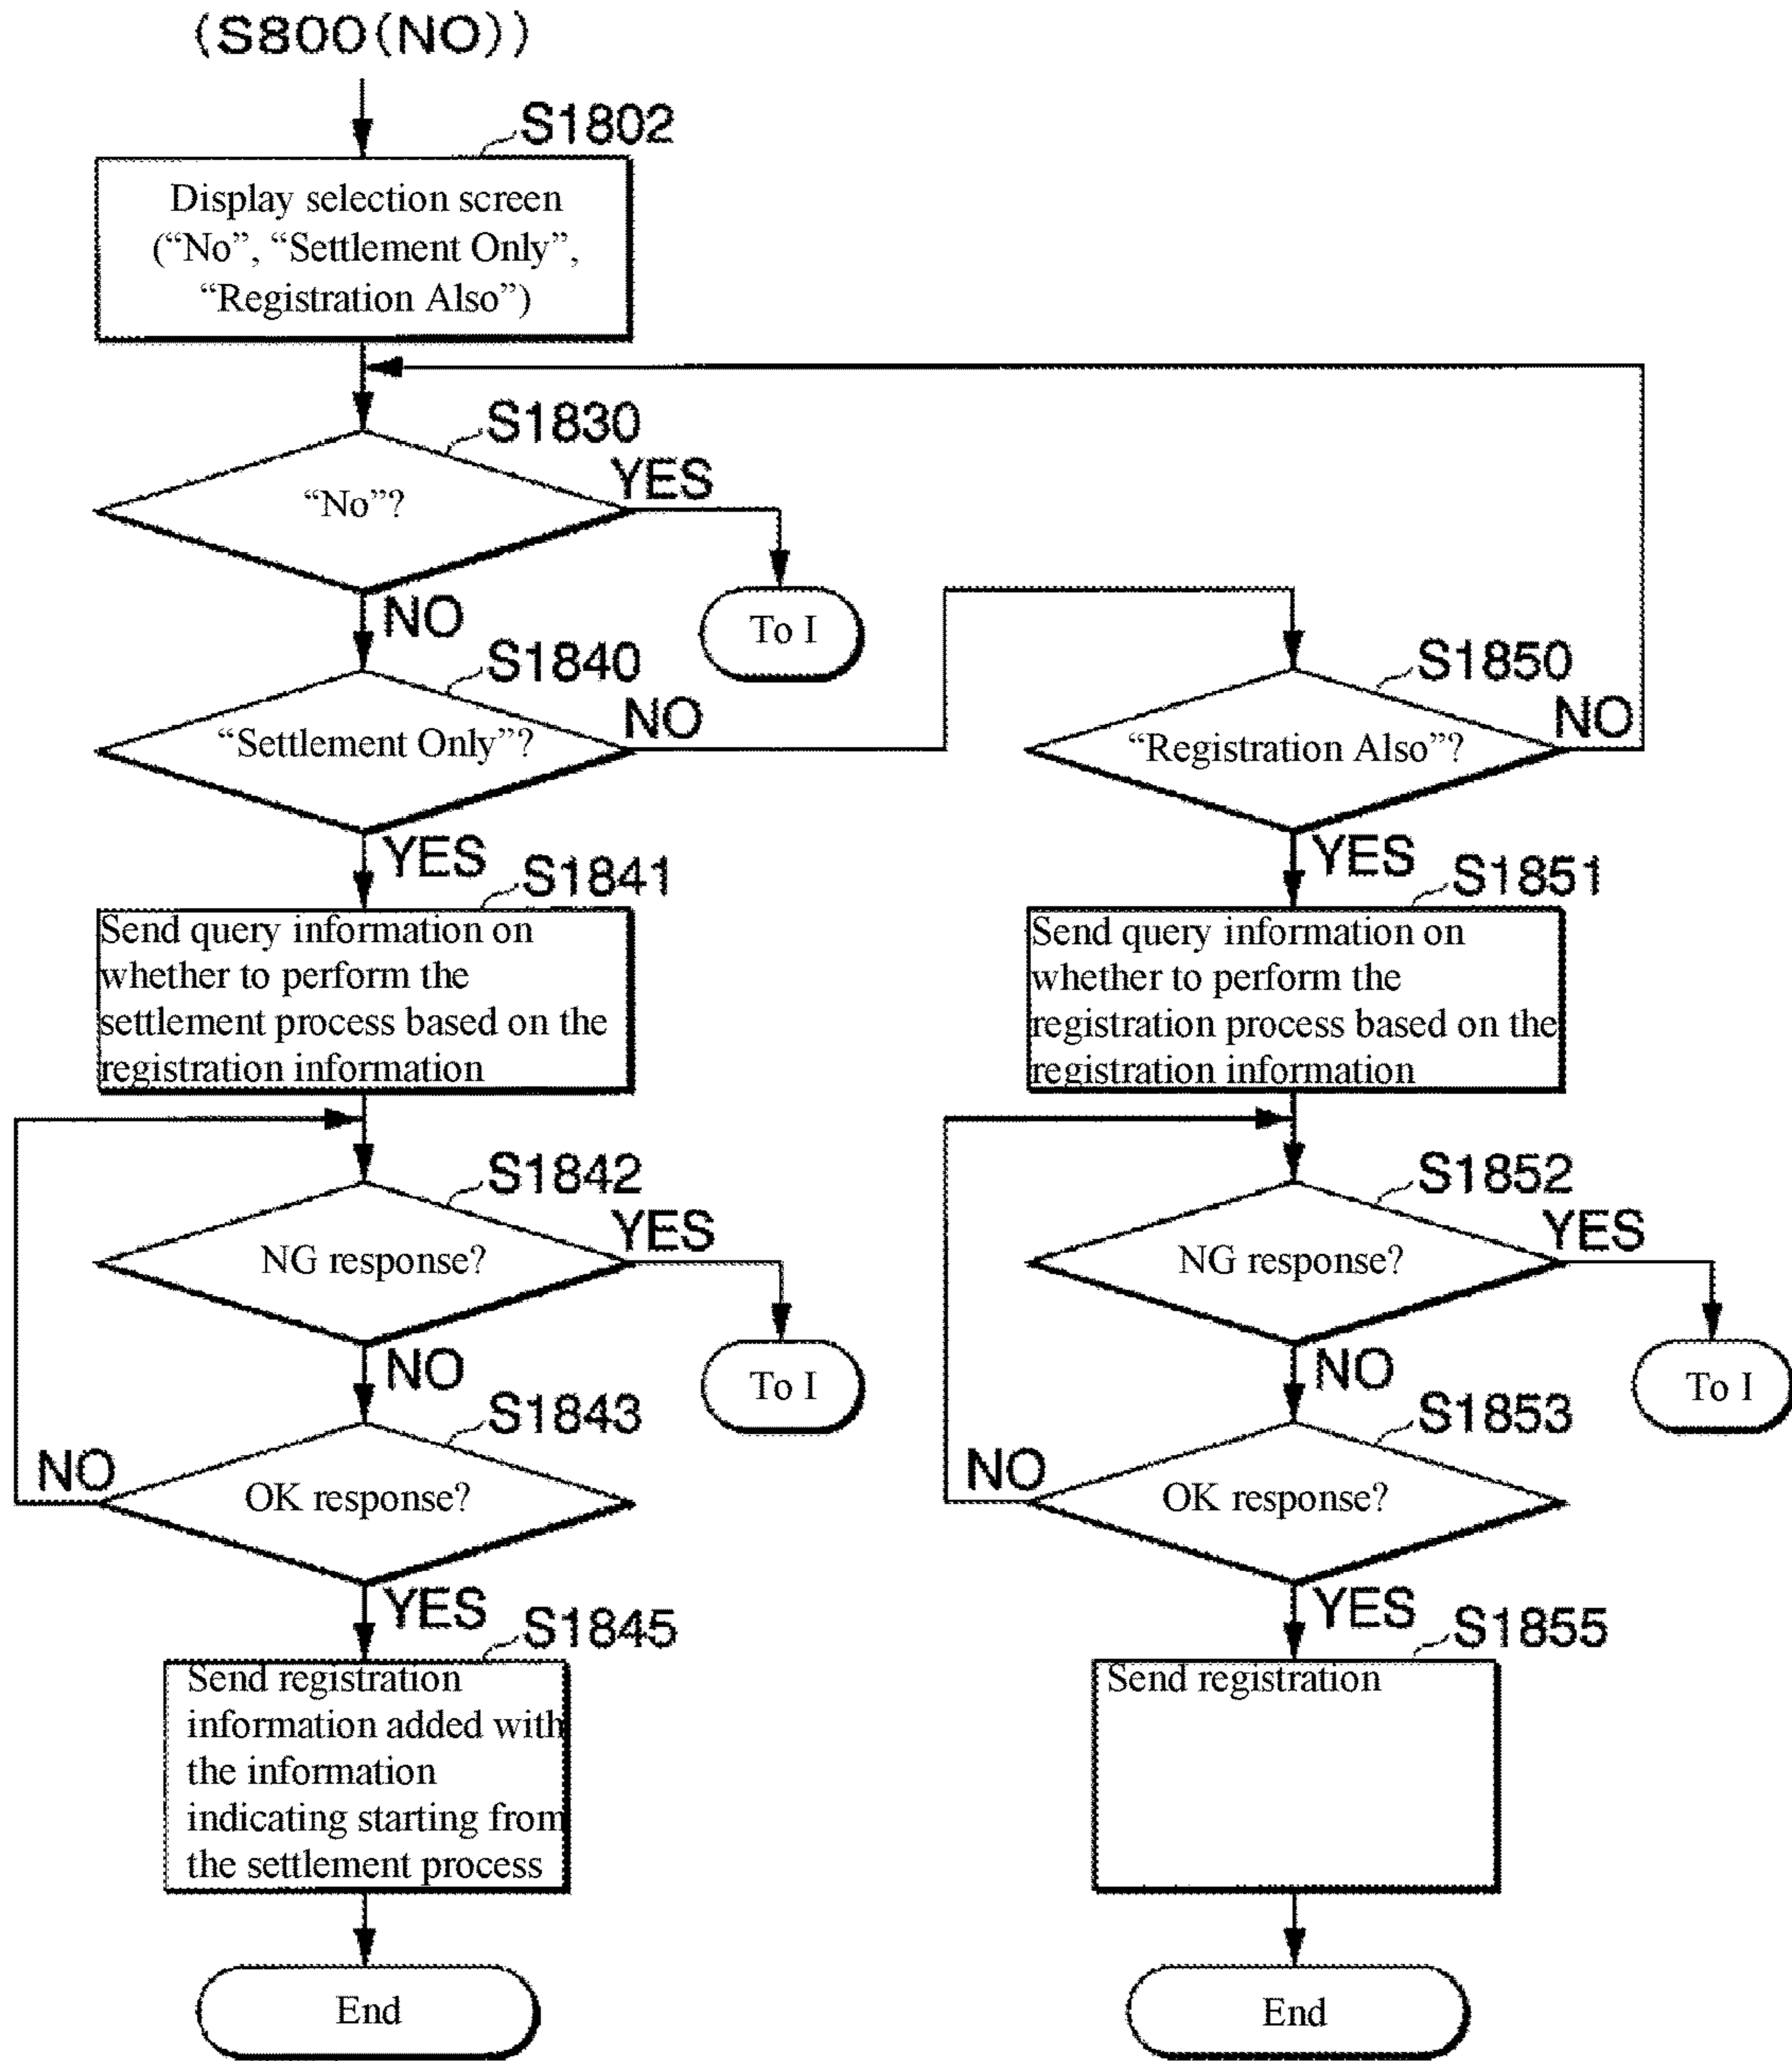 (S800(NO))
S1802
Display selection screen
(“No”, “Settlement Only”,
“Registration Also”)
S1830
“No”?
YES
NO
To I
S1840
“Settlement Only”?
NO
YES
S1850
“Registration Also”?
NO
YES
S1841
Send query information on
whether to perform the
settlement process based on the
registration information
S1851
Send query information on
whether to perform the
registration process based on the
registration information
S1842
NG response?
YES
NO
To I
S1852
NG response?
YES
NO
To I
S1843
OK response?
NO
YES
S1853
OK response?
NO
YES
S1845
Send registration
information added with
the information
indicating starting from
the settlement process
S1855
Send registration
End
End